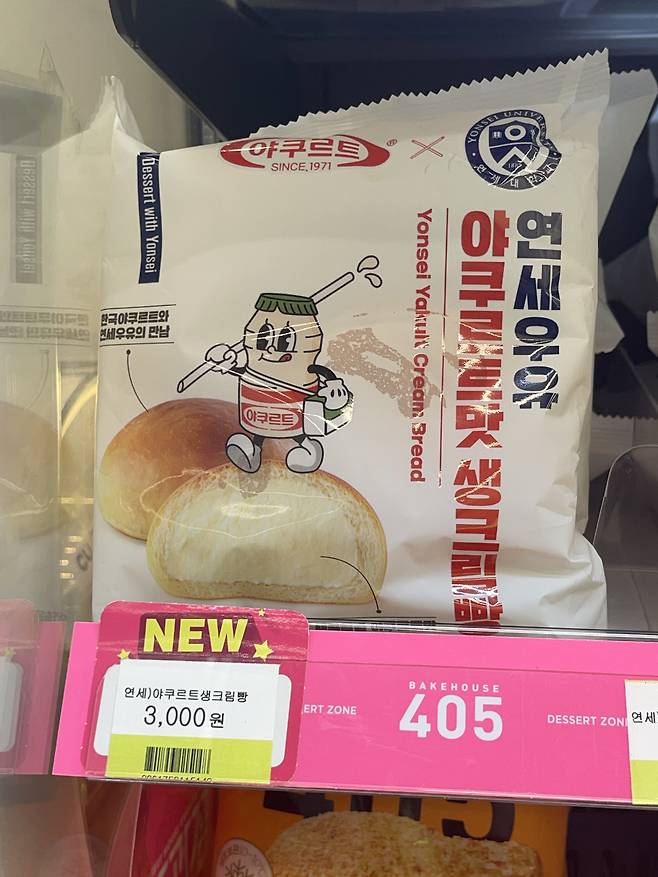 야쿠르트®
SINCE.1971
×
YONSEI UNIVERSITY
연세대학교
Dessert with Yonsei
연세우유
야쿠르트맛 생크림빵
Yonsei Yakult Cream Bread
한국야쿠르트와
연세우유의 만남
야쿠르트
NEW
연세)야쿠르트생크림빵
3,000원
ERT ZONE
BAKEHOUSE
405
DESSERT ZON
연세)
405